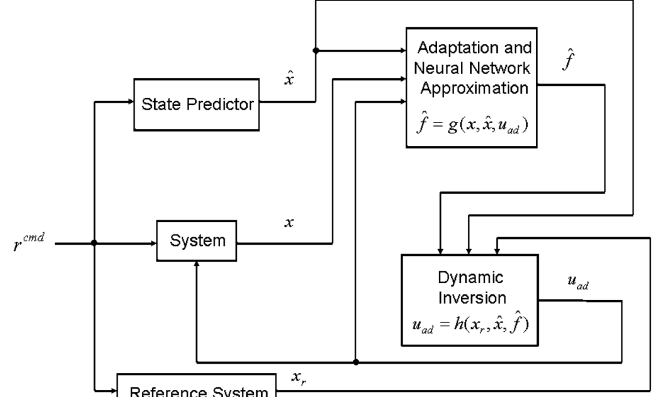 Adaptation and
Neural Network
Approximation
f̂ = g(x, x̂, u_ad)
f̂
x̂
State Predictor
x
r^cmd
System
Dynamic
Inversion
u_ad = h(x_r, x̂, f̂)
u_ad
x_r
Reference System